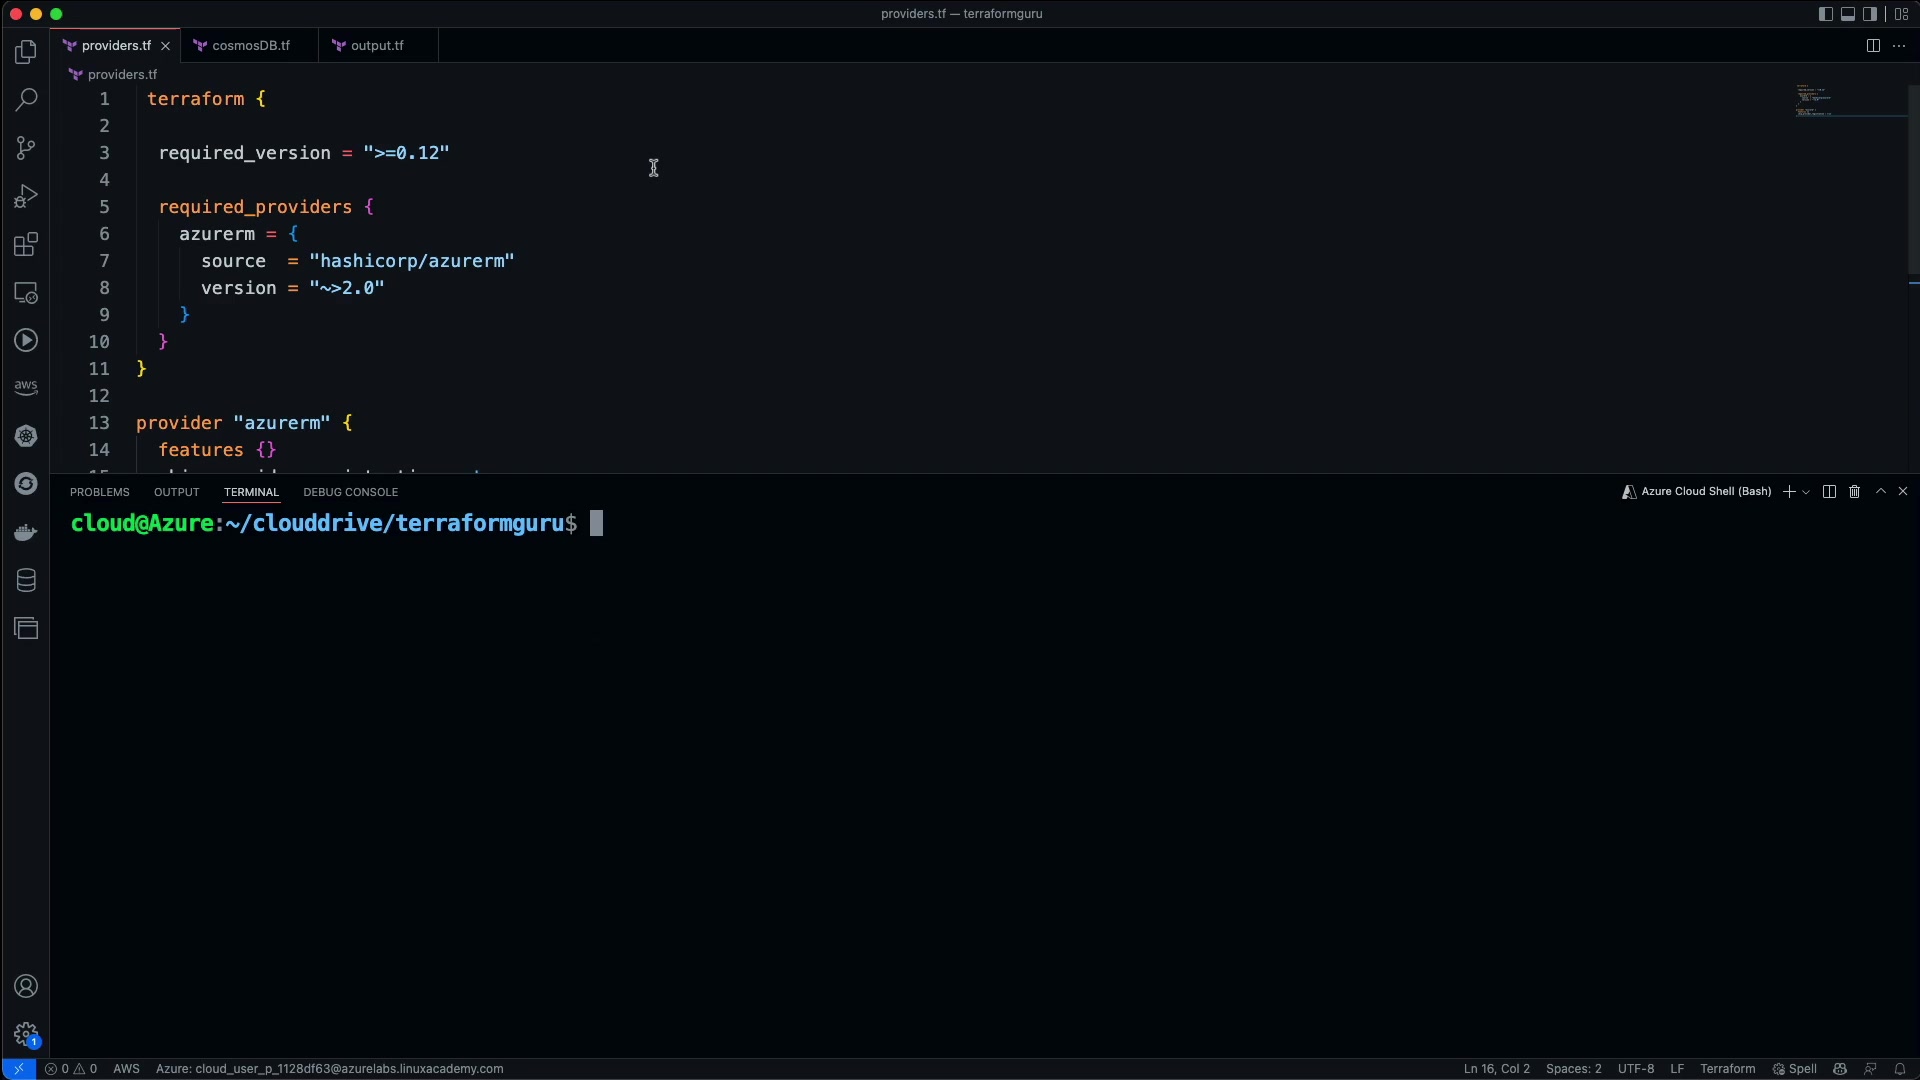 providers.tf — terraformguru
providers.tf
cosmosDB.tf
output.tf
providers.tf
1 terraform {
2
3 required_version = ">=0.12"
4
5 required_providers {
6 azurerm = {
7 source = "hashicorp/azurerm"
8 version = "~>2.0"
9 }
10 }
11 }
12
13 provider "azurerm" {
14 features {}
PROBLEMS OUTPUT TERMINAL DEBUG CONSOLE
Azure Cloud Shell (Bash)
cloud@Azure:~/clouddrive/terraformguru$
aws
1
0 0 AWS Azure: cloud_user_p_1128df63@azurelabs.linuxacademy.com
Ln 16, Col 2 Spaces: 2 UTF-8 LF Terraform Spell